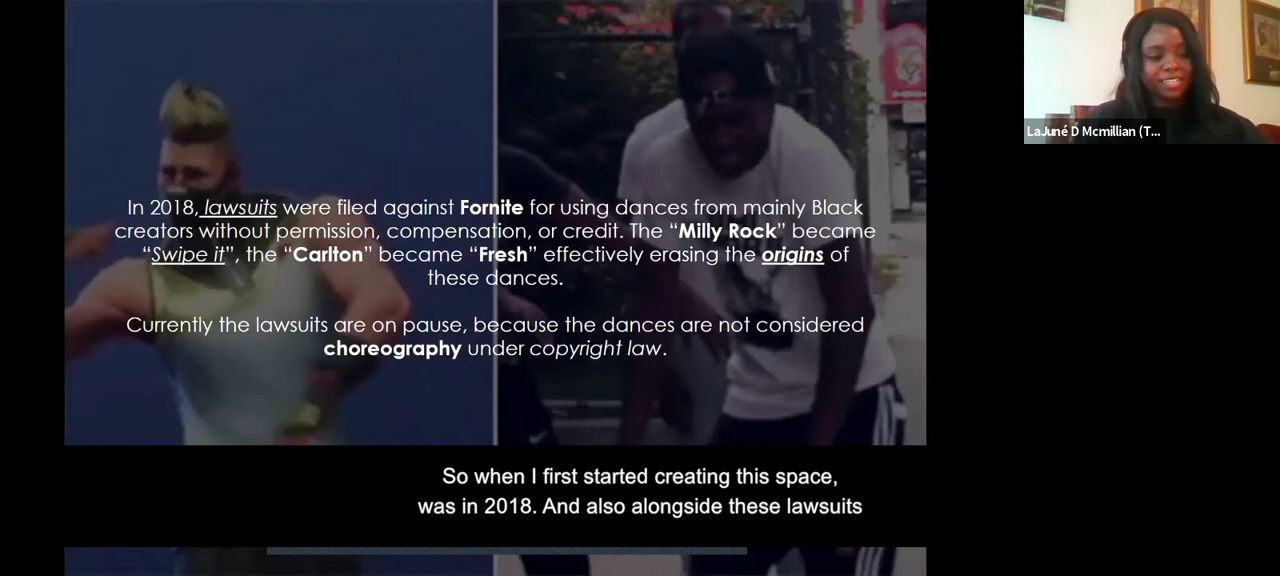 In 2018, lawsuits were filed against Fornite for using dances from mainly Black
creators without permission, compensation, or credit. The “Milly Rock” became
“Swipe it”, the “Carlton” became “Fresh” effectively erasing the origins of
these dances.
Currently the lawsuits are on pause, because the dances are not considered
choreography under copyright law.
LaJuné D Mcmillian (T...
So when I first started creating this space,
was in 2018. And also alongside these lawsuits